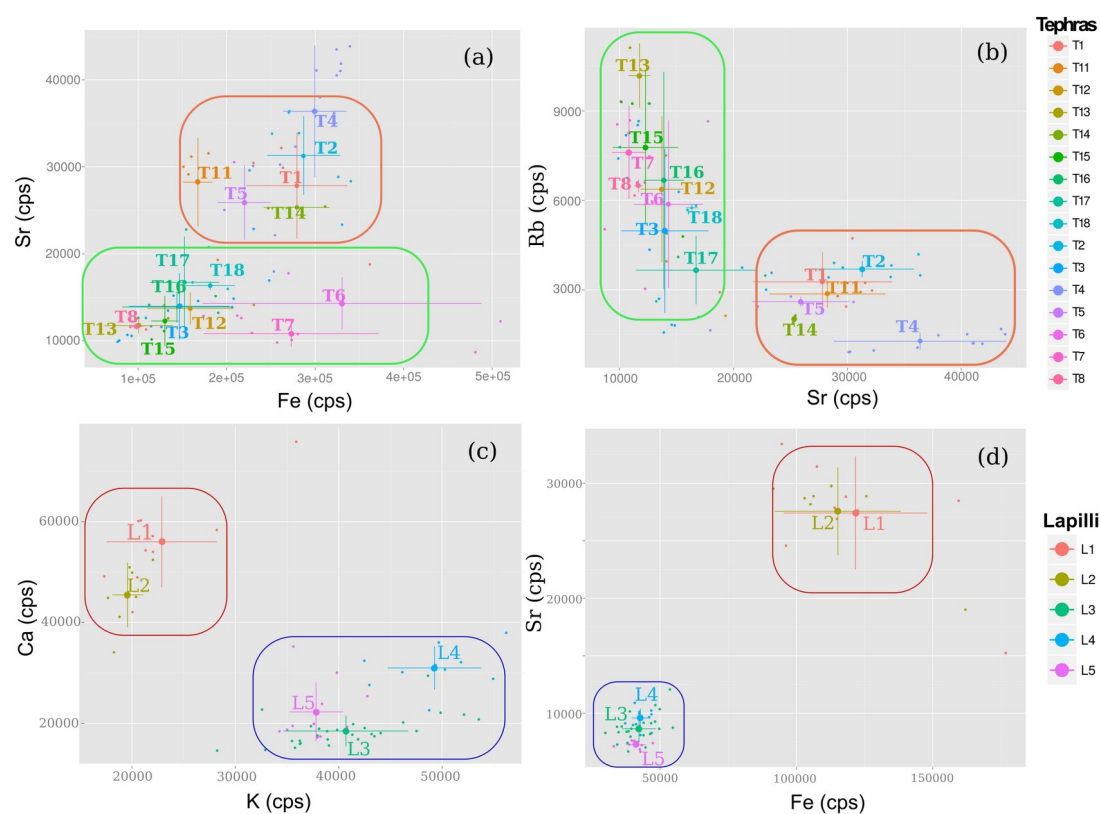 (a)
40000
30000
20000
10000
Sr (cps)
T4
T2
T11
T1
T5
T14
T17
T18
T16
T6
T8
T13
T3
T12
T7
T15
1e+05
2e+05
3e+05
4e+05
5e+05
Fe (cps)
(b)
9000
6000
3000
Rb (cps)
T13
T15
T7
T16
T8
T12
T6
T18
T3
T17
T1
T2
T11
T5
T14
T4
10000
20000
30000
40000
Sr (cps)
Tephras
T1
T11
T12
T13
T14
T15
T16
T17
T18
T2
T3
T4
T5
T6
T7
T8
(c)
60000
40000
20000
Ca (cps)
L1
L2
L4
L5
L3
20000
30000
40000
50000
K (cps)
(d)
30000
20000
10000
Sr (cps)
L2
L1
L4
L3
L5
50000
100000
150000
Fe (cps)
Lapilli
L1
L2
L3
L4
L5